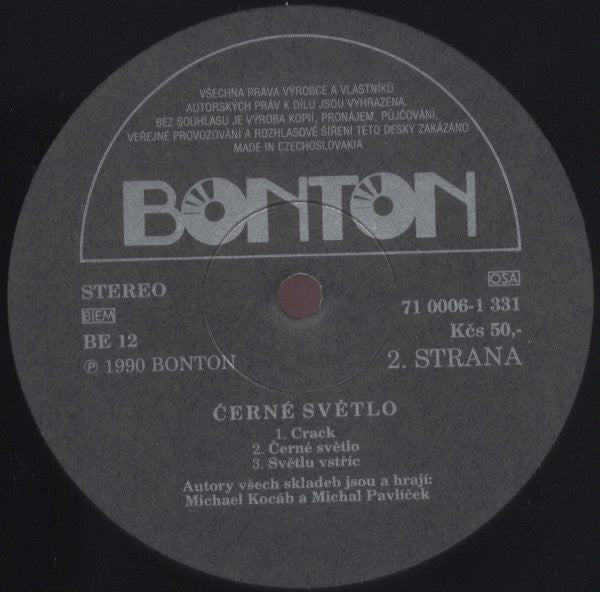 VŠECHNA PRÁVA VÝROBCE A VLASTNÍKŮ
AUTORSKÝCH PRÁV K DÍLU JSOU VYHRAZENA
BEZ SOUHLASU JE VÝROBA KOPIÍ, PRONÁJEM, PŮJČOVÁNÍ,
VEŘEJNÉ PROVOZOVÁNÍ A ROZHLASOVÉ ŠÍŘENÍ TÉTO DESKY ZAKÁZÁNO
MADE IN CZECHOSLOVAKIA
BONTON
STEREO
BIEM
BE 12
℗ 1990 BONTON
OSA
71 0006-1 331
Kčs 50,-
2. STRANA
ČERNÉ SVĚTLO
1. Crack
2. Černé světlo
3. Světlu vstříc
Autory všech skladeb jsou a hrají:
Michael Kocáb a Michal Pavlíček